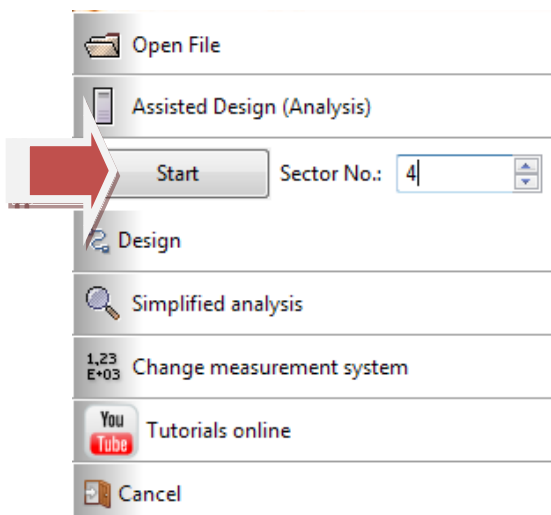 Open File
Assisted Design (Analysis)
Start Sector No.: 4
Design
Simplified analysis
1,23
E+03 Change measurement system
You
Tube Tutorials online
Cancel